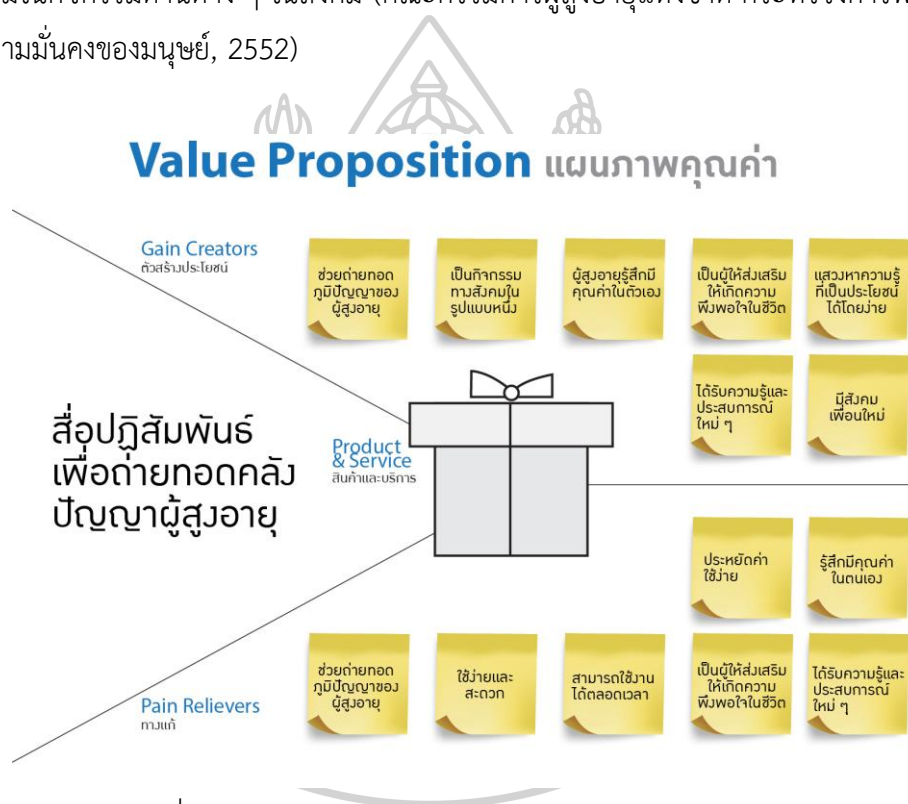 ามมั่นคงของมนุษย์, 2552)
Value Proposition แผนภาพคุณค่า
Gain Creators
ตัวสร้างประโยชน์
ช่วยถ่ายทอด
ภูมิปัญญาของ
ผู้สูงอายุ
เป็นกิจกรรม
ทางสังคมใน
รูปแบบหนึ่ง
ผู้สูงอายุรู้สึกมี
คุณค่าในตัวเอง
เป็นผู้ให้ส่งเสริม
ให้เกิดความ
พึงพอใจในชีวิต
แสวงหาความรู้
ที่เป็นประโยชน์
ได้โดยง่าย
ได้รับความรู้และ
ประสบการณ์
ใหม่ ๆ
มีสังคม
เพื่อนใหม่
สื่อปฏิสัมพันธ์
เพื่อถ่ายทอดคลัง
ปัญญาผู้สูงอายุ
Product
& Service
สินค้าและบริการ
ประหยัดค่า
ใช้จ่าย
รู้สึกมีคุณค่า
ในตนเอง
Pain Relievers
ทางแก้
ช่วยถ่ายทอด
ภูมิปัญญาของ
ผู้สูงอายุ
ใช้ง่ายและ
สะดวก
สามารถใช้งาน
ได้ตลอดเวลา
เป็นผู้ให้ส่งเสริม
ให้เกิดความ
พึงพอใจในชีวิต
ได้รับความรู้และ
ประสบการณ์
ใหม่ ๆ